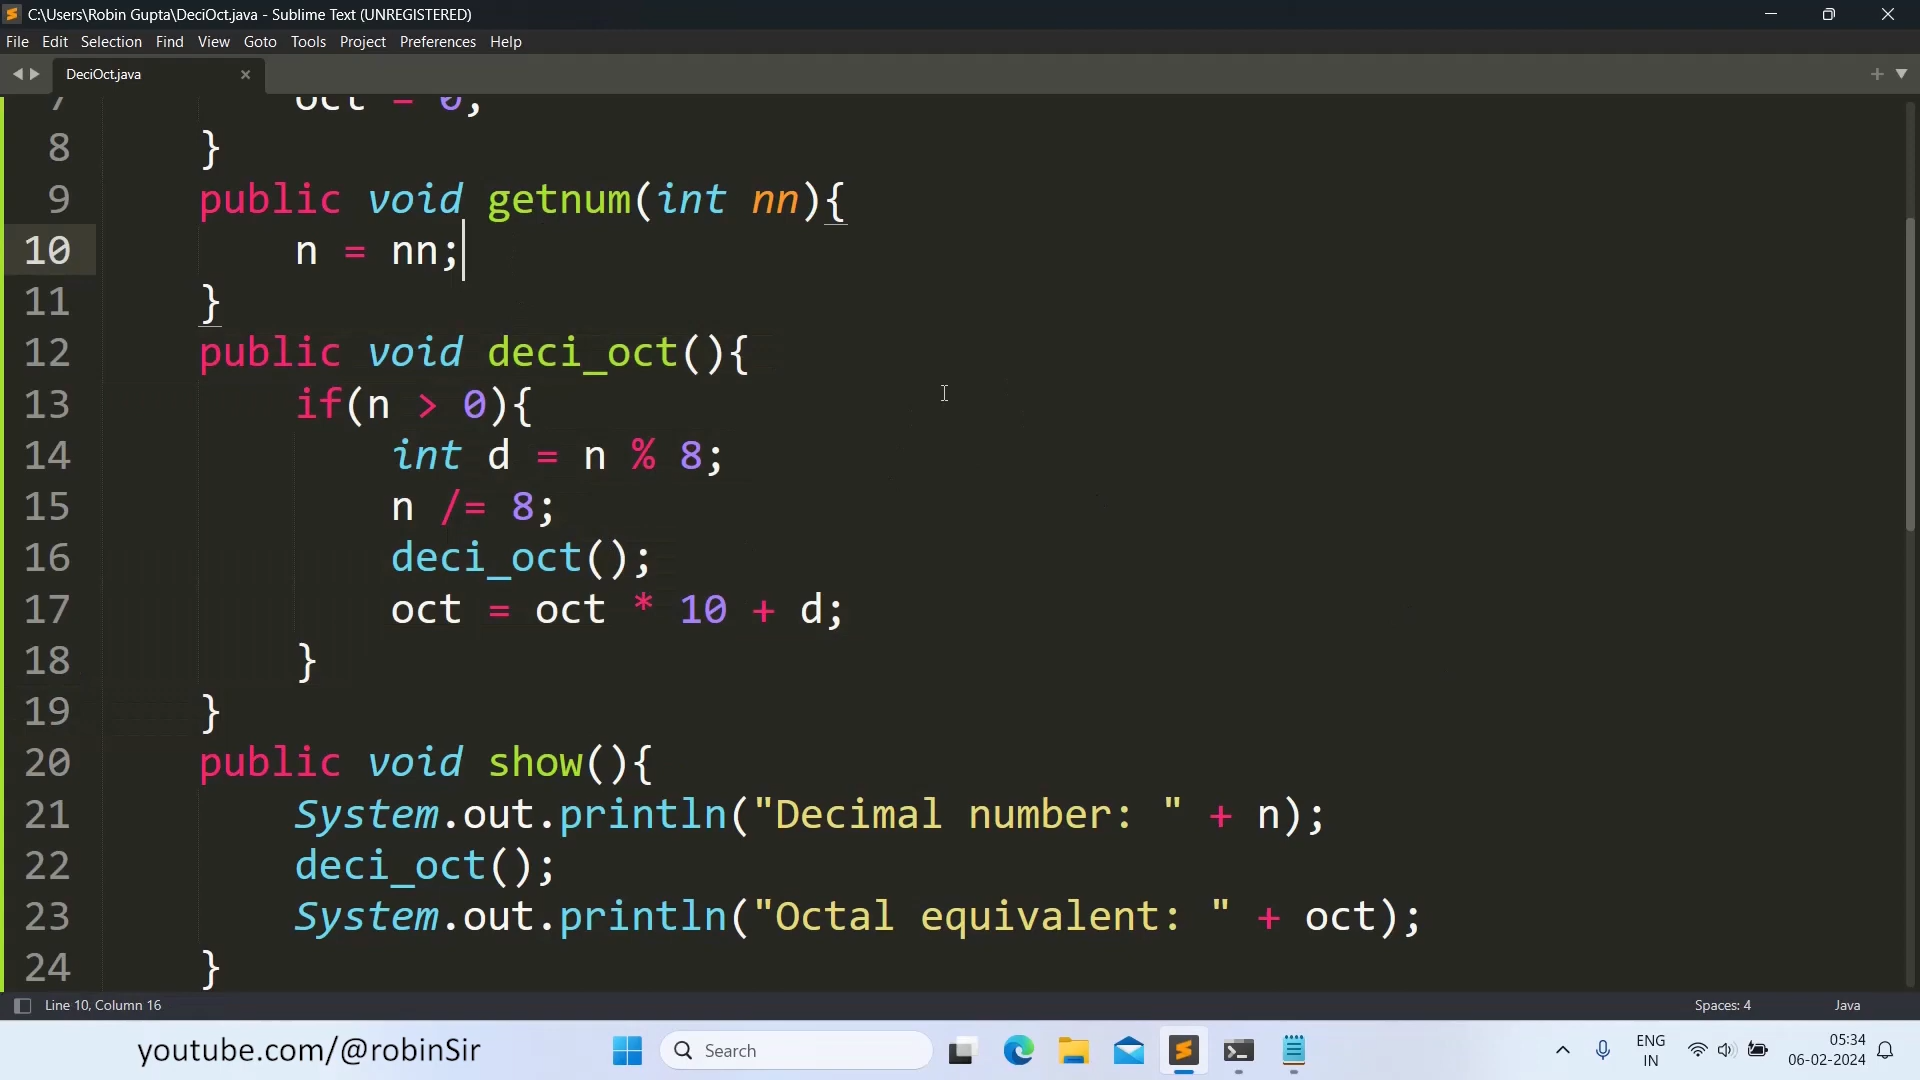 C:\Users\Robin Gupta\DeciOct.java - Sublime Text (UNREGISTERED)
File Edit Selection Find View Goto Tools Project Preferences Help
DeciOct.java
7 oct = 0;
8 }
9 public void getnum(int nn){
10 n = nn;
11 }
12 public void deci_oct(){
13 if(n > 0){
14 int d = n % 8;
15 n /= 8;
16 deci_oct();
17 oct = oct * 10 + d;
18 }
19 }
20 public void show(){
21 System.out.println("Decimal number: " + n);
22 deci_oct();
23 System.out.println("Octal equivalent: " + oct);
24 }
Line 10, Column 16 Spaces: 4 Java
youtube.com/@robinSir Search ENG 05:34
IN 06-02-2024